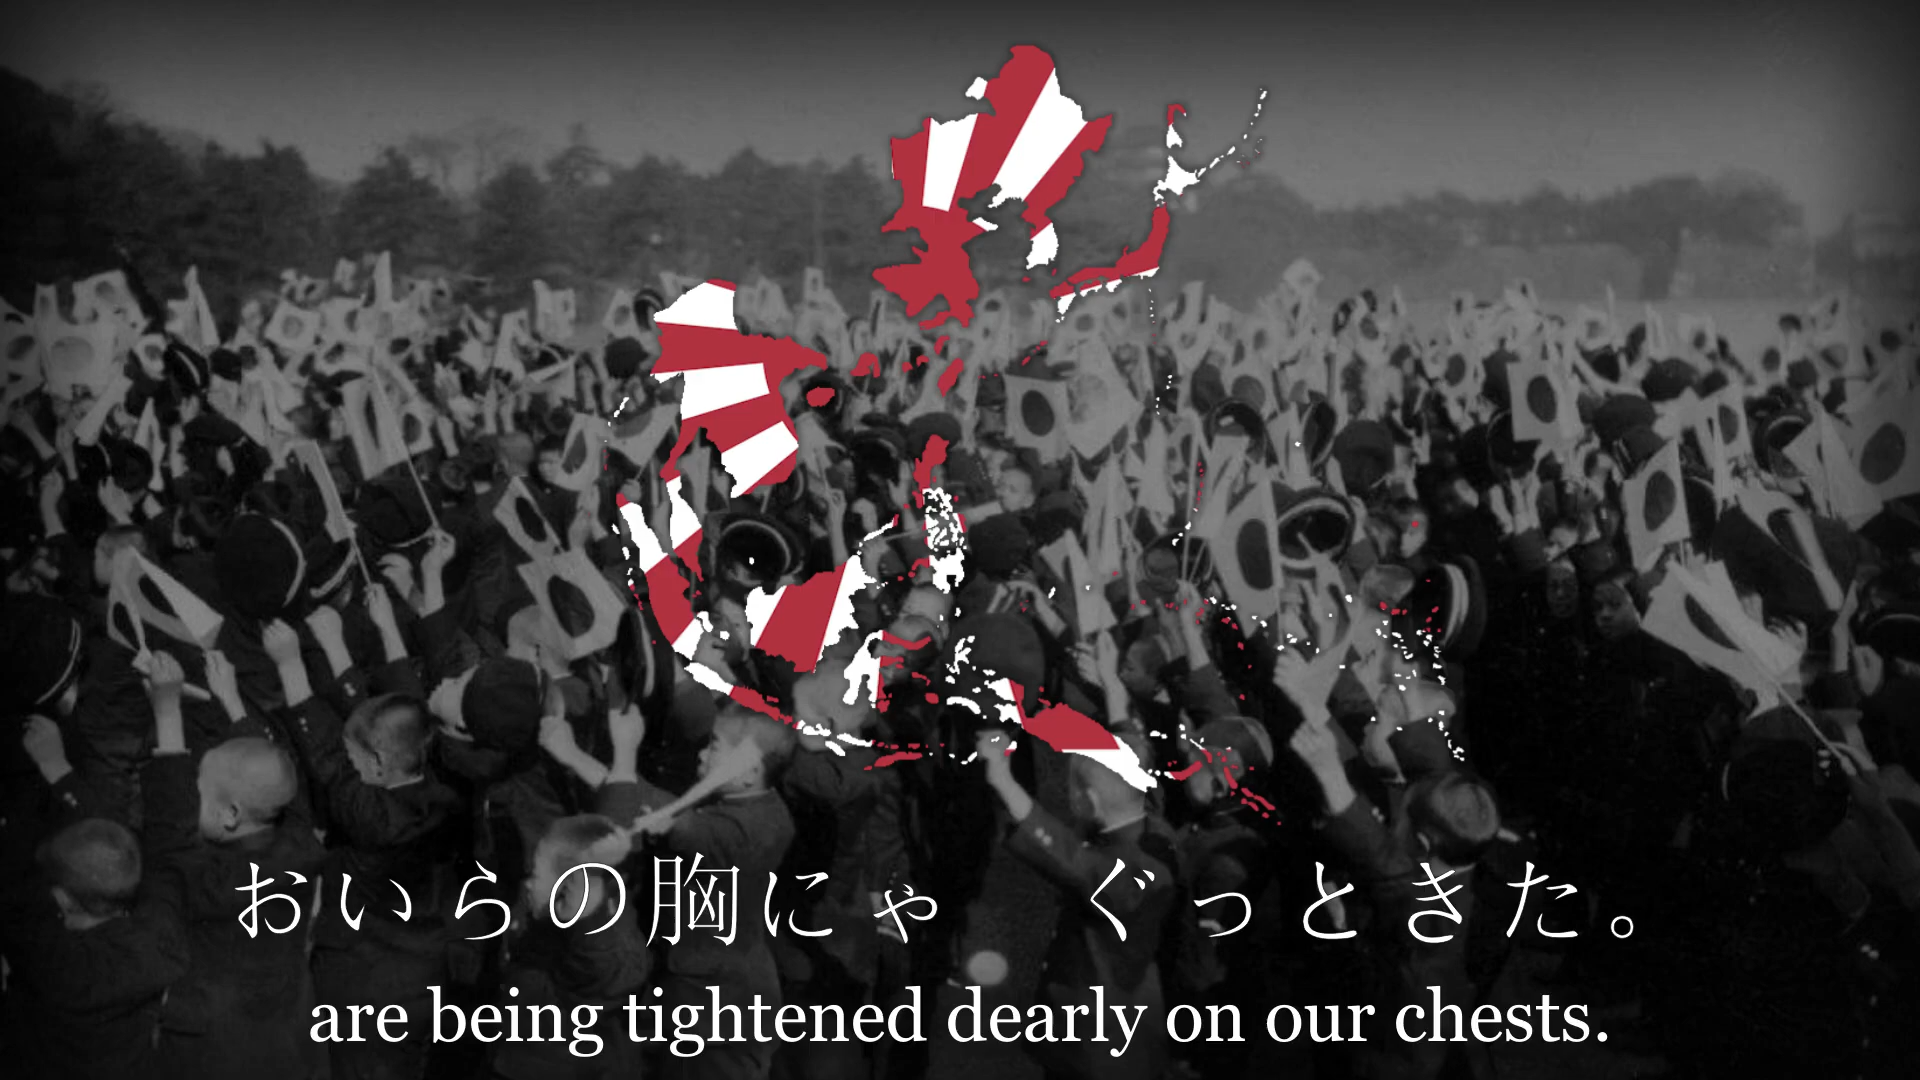 おいらの胸にゃ　ぐっときた。
are being tightened dearly on our chests.